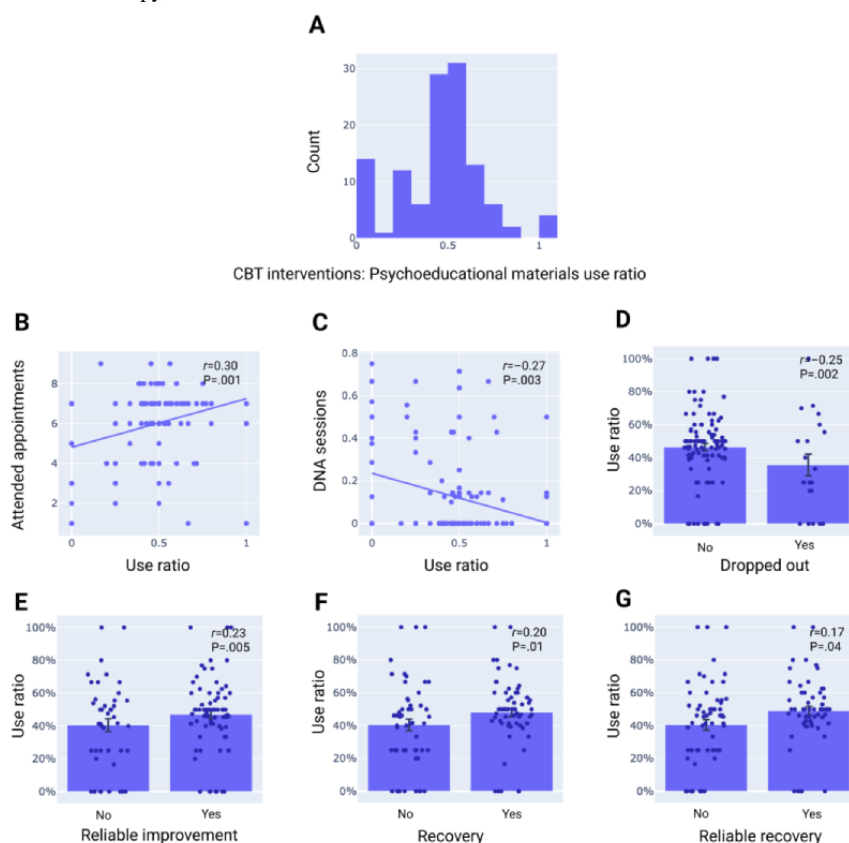 A
30
20
10
0
Count
0
0.5
1
CBT interventions: Psychoeducational materials use ratio
B
r=0.30
P=.001
8
6
4
2
Attended appointments
0
0.5
1
Use ratio
C
r=−0.27
P=.003
0.8
0.6
0.4
0.2
0
DNA sessions
0
0.5
1
Use ratio
D
r=−0.25
P=.002
100%
80%
60%
40%
20%
0%
Use ratio
No
Yes
Dropped out
E
r=0.23
P=.005
100%
80%
60%
40%
20%
0%
Use ratio
No
Yes
Reliable improvement
F
r=0.20
P=.01
100%
80%
60%
40%
20%
0%
Use ratio
No
Yes
Recovery
G
r=0.17
P=.04
100%
80%
60%
40%
20%
0%
Use ratio
No
Yes
Reliable recovery